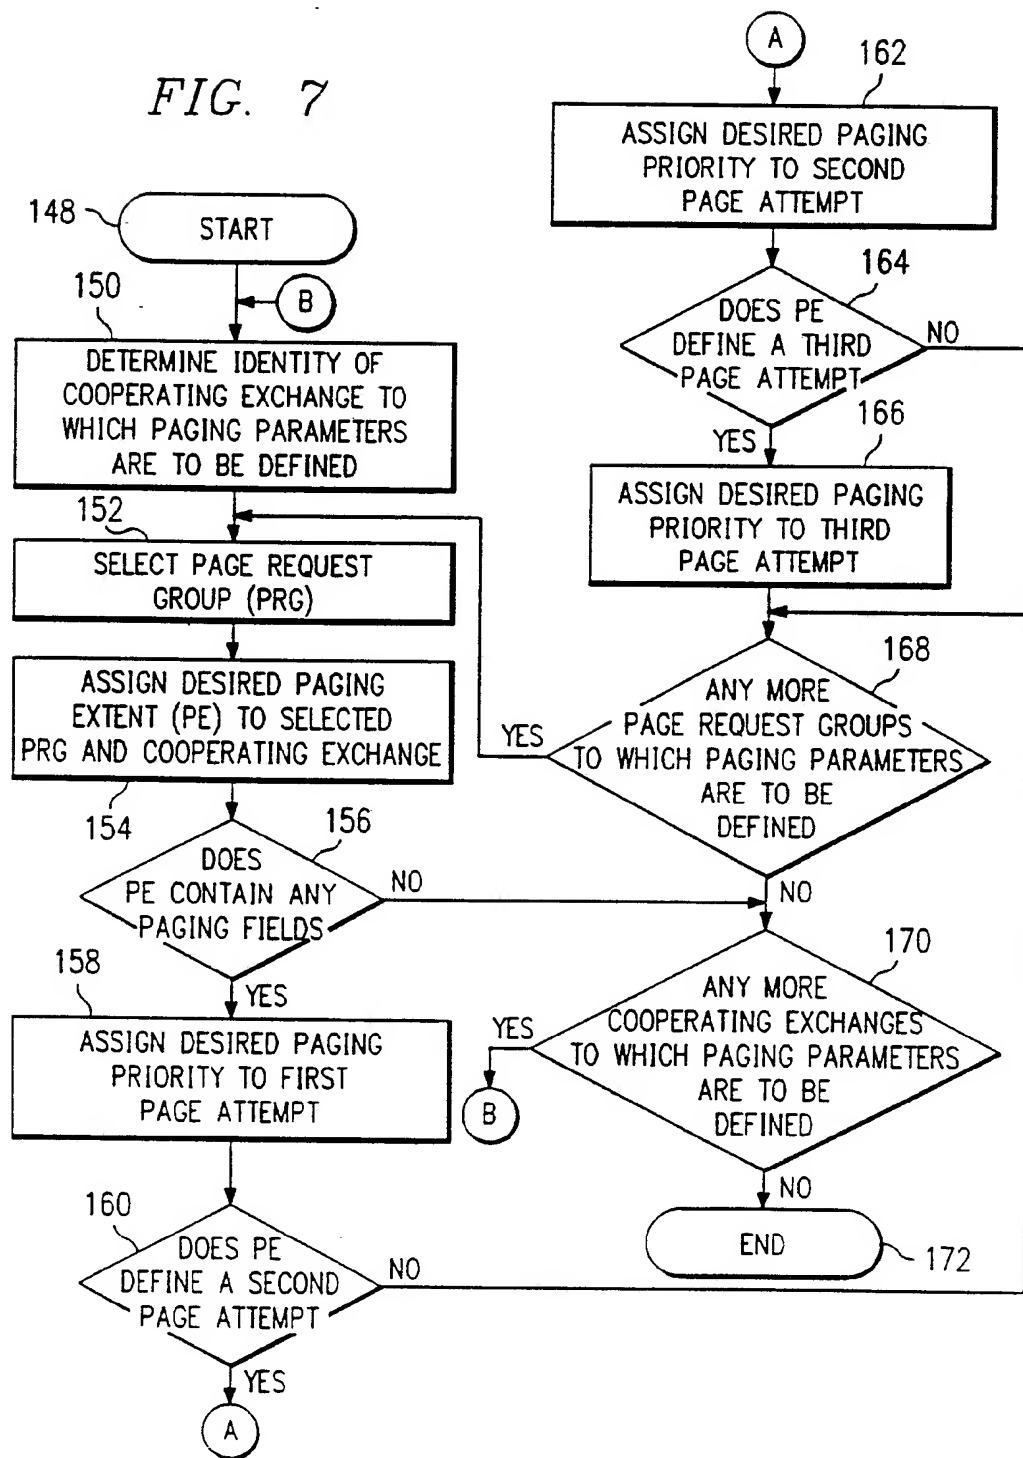 FIG. 7
148
START
B
150
DETERMINE IDENTITY OF
COOPERATING EXCHANGE TO
WHICH PAGING PARAMETERS
ARE TO BE DEFINED
152
SELECT PAGE REQUEST
GROUP (PRG)
ASSIGN DESIRED PAGING
EXTENT (PE) TO SELECTED
PRG AND COOPERATING EXCHANGE
154
156
DOES
PE CONTAIN ANY
PAGING FIELDS
NO
YES
158
ASSIGN DESIRED PAGING
PRIORITY TO FIRST
PAGE ATTEMPT
160
DOES PE
DEFINE A SECOND
PAGE ATTEMPT
NO
YES
A
A
162
ASSIGN DESIRED PAGING
PRIORITY TO SECOND
PAGE ATTEMPT
164
DOES PE
DEFINE A THIRD
PAGE ATTEMPT
NO
YES
166
ASSIGN DESIRED PAGING
PRIORITY TO THIRD
PAGE ATTEMPT
168
ANY MORE
PAGE REQUEST GROUPS
TO WHICH PAGING PARAMETERS
ARE TO BE
DEFINED
YES
NO
170
ANY MORE
COOPERATING EXCHANGES
TO WHICH PAGING PARAMETERS
ARE TO BE
DEFINED
YES
B
NO
END
172